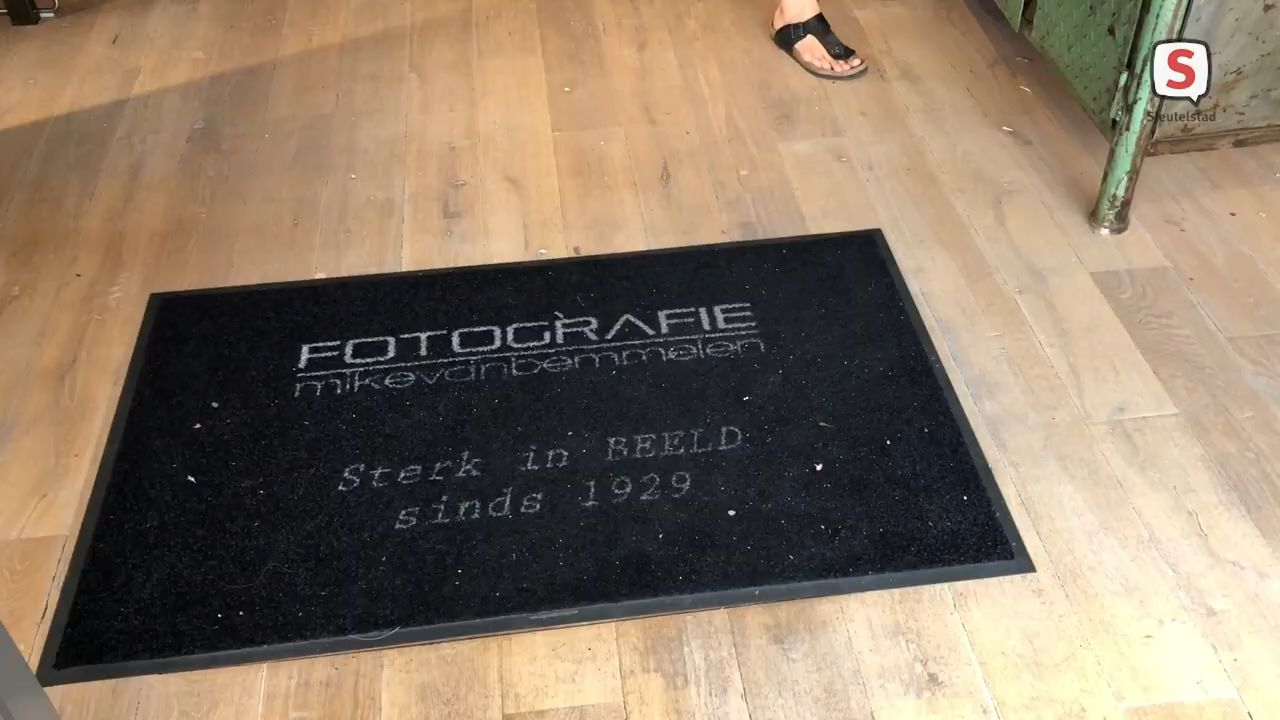 S
Sleutelstad
FOTOGRAFIE
mikevanbemmelen
Sterk in BEELD
sinds 1929